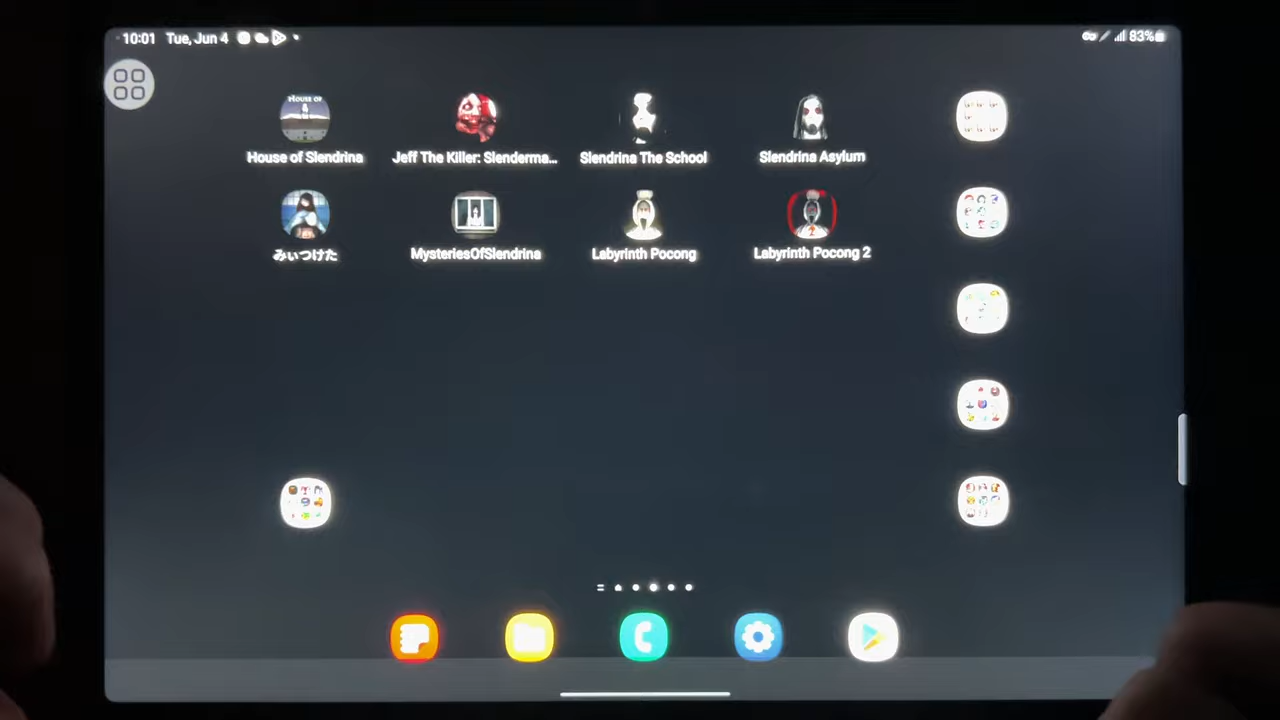 10:01 Tue, Jun 4
83%
House of Slendrina
Jeff The Killer: Slenderma...
Slendrina The School
Slendrina Asylum
みぃつけた
MysteriesOfSlendrina
Labyrinth Pocong
Labyrinth Pocong 2